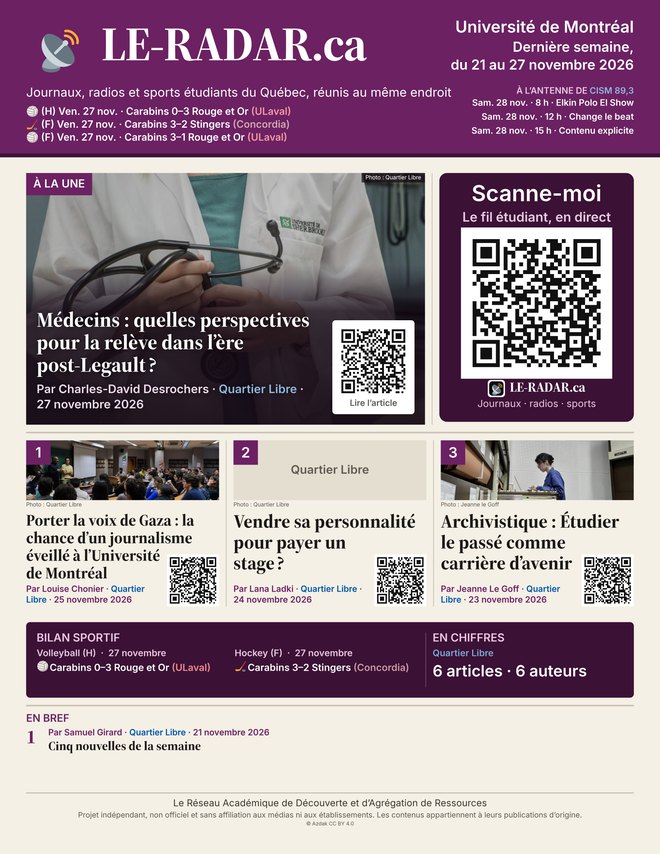 LE-RADAR.ca
Université de Montréal
Dernière semaine,
du 21 au 27 novembre 2026
Journaux, radios et sports étudiants du Québec, réunis au même endroit
(H) Ven. 27 nov. · Carabins 0–3 Rouge et Or (ULaval)
(F) Ven. 27 nov. · Carabins 3–2 Stingers (Concordia)
(F) Ven. 27 nov. · Carabins 3–1 Rouge et Or (ULaval)
À L'ANTENNE DE CISM 89,3
Sam. 28 nov. · 8 h · Elkin Polo El Show
Sam. 28 nov. · 12 h · Change le beat
Sam. 28 nov. · 15 h · Contenu explicite
À LA UNE
Photo : Quartier Libre
UNIVERSITÉ DE
SHERBROOKE
Médecins : quelles perspectives
pour la relève dans l'ère
post-Legault ?
Par Charles-David Desrochers · Quartier Libre ·
27 novembre 2026
Lire l'article
Scanne-moi
Le fil étudiant, en direct
LE-RADAR.ca
Journaux · radios · sports
1
Photo : Quartier Libre
Porter la voix de Gaza : la
chance d'un journalisme
éveillé à l'Université
de Montréal
Par Louise Chonier · Quartier
Libre · 25 novembre 2026
2
Quartier Libre
Photo : Quartier Libre
Vendre sa personnalité
pour payer un
stage ?
Par Lana Ladki · Quartier Libre ·
24 novembre 2026
3
Photo : Jeanne le Goff
Archivistique : Étudier
le passé comme
carrière d'avenir
Par Jeanne Le Goff · Quartier
Libre · 23 novembre 2026
BILAN SPORTIF
Volleyball (H) · 27 novembre
Carabins 0–3 Rouge et Or (ULaval)
Hockey (F) · 27 novembre
Carabins 3–2 Stingers (Concordia)
EN CHIFFRES
Quartier Libre
6 articles · 6 auteurs
EN BREF
1
Par Samuel Girard · Quartier Libre · 21 novembre 2026
Cinq nouvelles de la semaine
Le Réseau Académique de Découverte et d'Agrégation de Ressources
Projet indépendant, non officiel et sans affiliation aux médias ni aux établissements. Les contenus appartiennent à leurs publications d'origine.
© Azdak CC BY 4.0